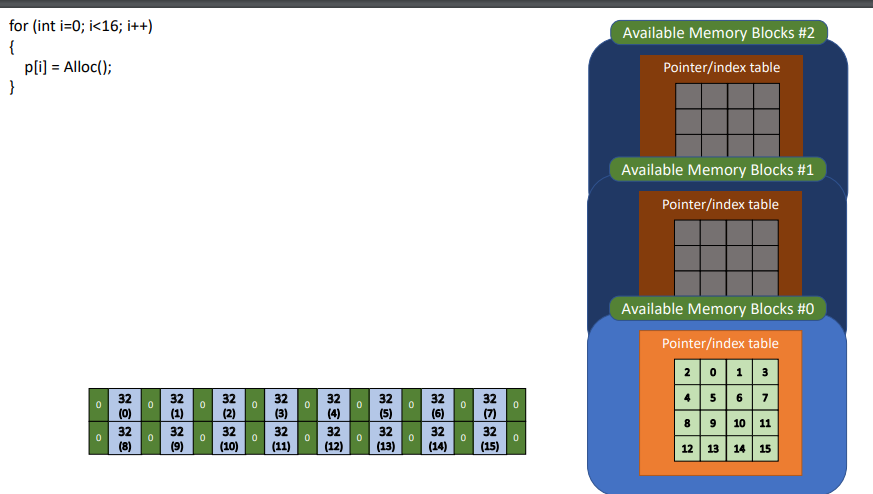 for (int i=0; i<16; i++)
{
p[i] = Alloc();
}
Available Memory Blocks #2
Pointer/index table
Available Memory Blocks #1
Pointer/index table
Available Memory Blocks #0
Pointer/index table
2 0 1 3
4 5 6 7
8 9 10 11
12 13 14 15
0 32 0 32 0 32 0 32 0 32 0 32 0 32 0 32 0
(0) (1) (2) (3) (4) (5) (6) (7)
0 32 0 32 0 32 0 32 0 32 0 32 0 32 0 32 0
(8) (9) (10) (11) (12) (13) (14) (15)